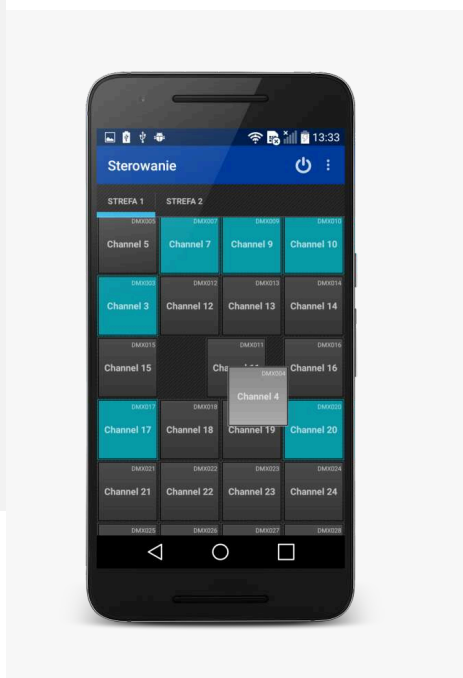 13:33
Sterowanie
STREFA 1 STREFA 2
DMX005 DMX007 DMX009 DMX010
Channel 5 Channel 7 Channel 9 Channel 10
DMX003 DMX012 DMX013 DMX014
Channel 3 Channel 12 Channel 13 Channel 14
DMX015 DMX011 DMX016
Channel 15 Channel 16
DMX004
Channel 4
DMX017 DMX018 DMX020
Channel 17 Channel 18 Channel 19 Channel 20
DMX021 DMX022 DMX023 DMX024
Channel 21 Channel 22 Channel 23 Channel 24
DMX025 DMX026 DMX027 DMX028